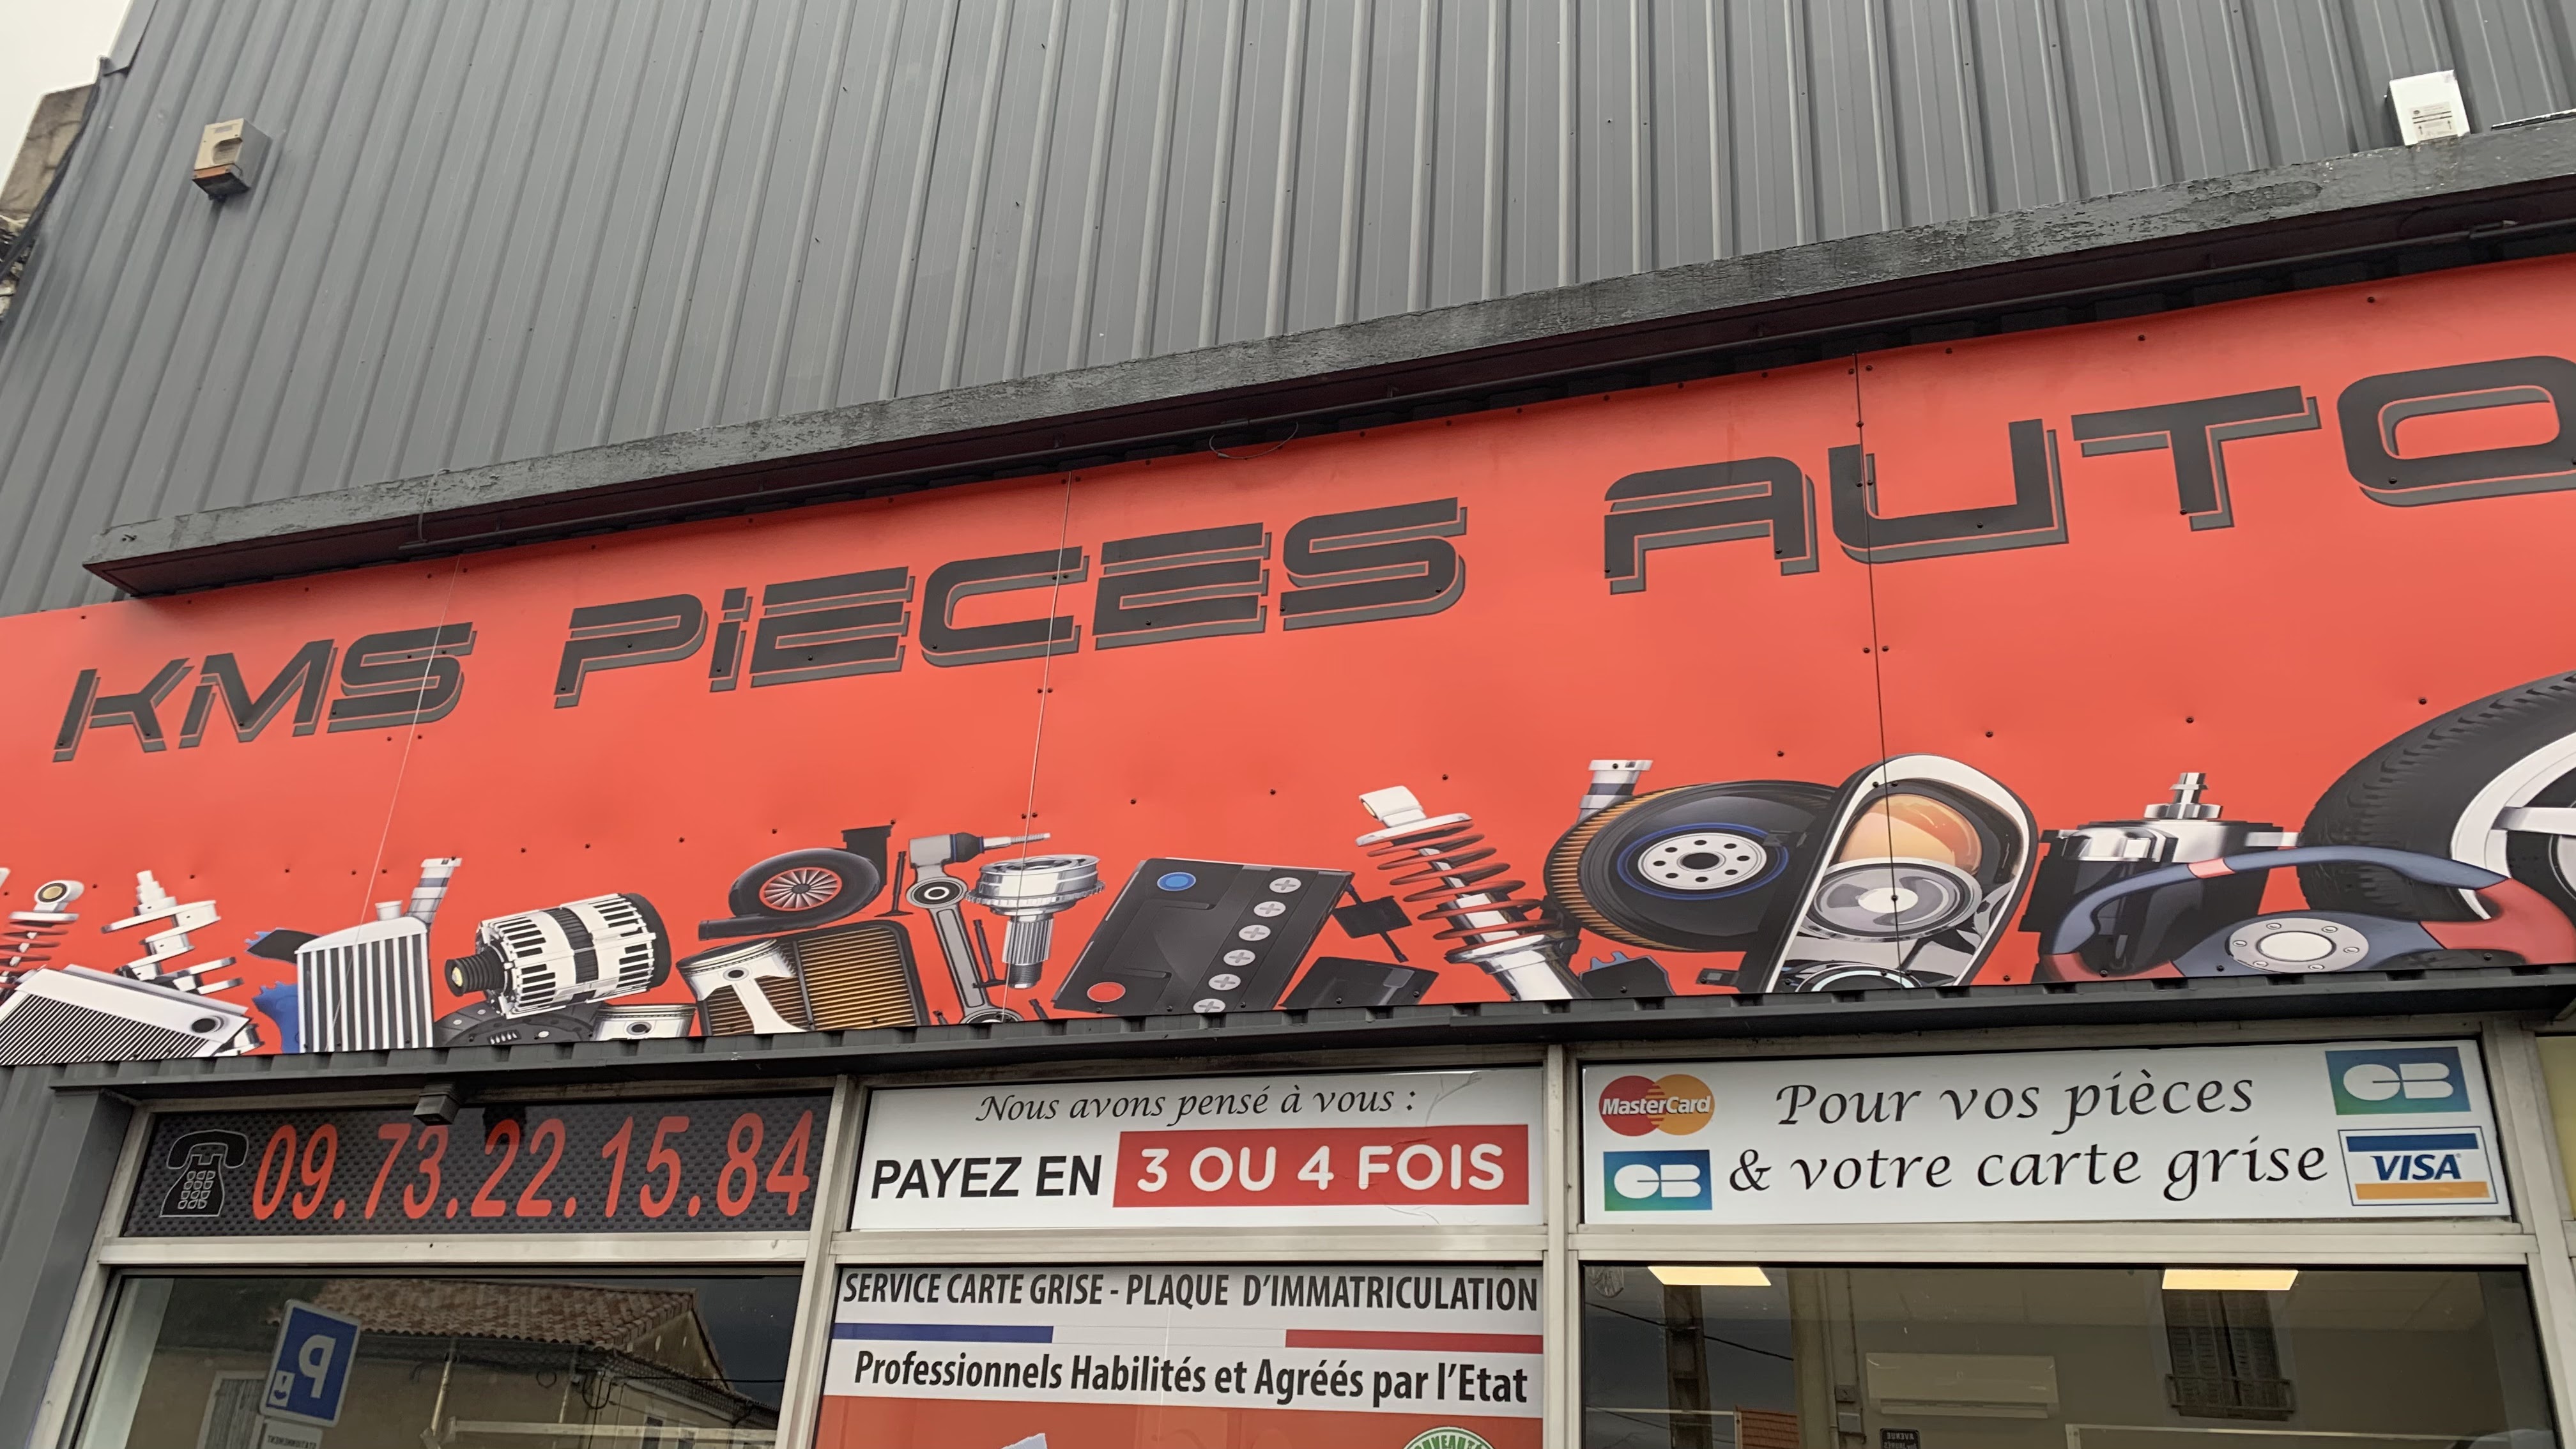 KMS PiECES AUTO
09.73.22.15.84
Nous avons pensé à vous :
PAYEZ EN 3 OU 4 FOIS
MasterCard
CB
Pour vos pièces
& votre carte grise
CB
VISA
SERVICE CARTE GRISE - PLAQUE D'IMMATRICULATION
Professionnels Habilités et Agréés par l'Etat
P